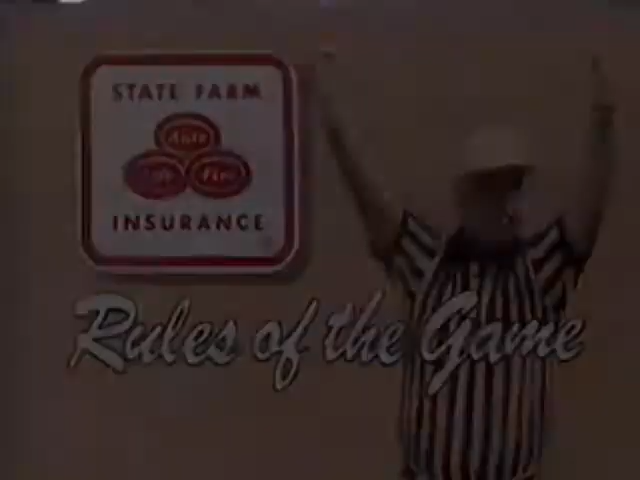 STATE FARM
Auto
Life Fire
INSURANCE
Rules of the Game